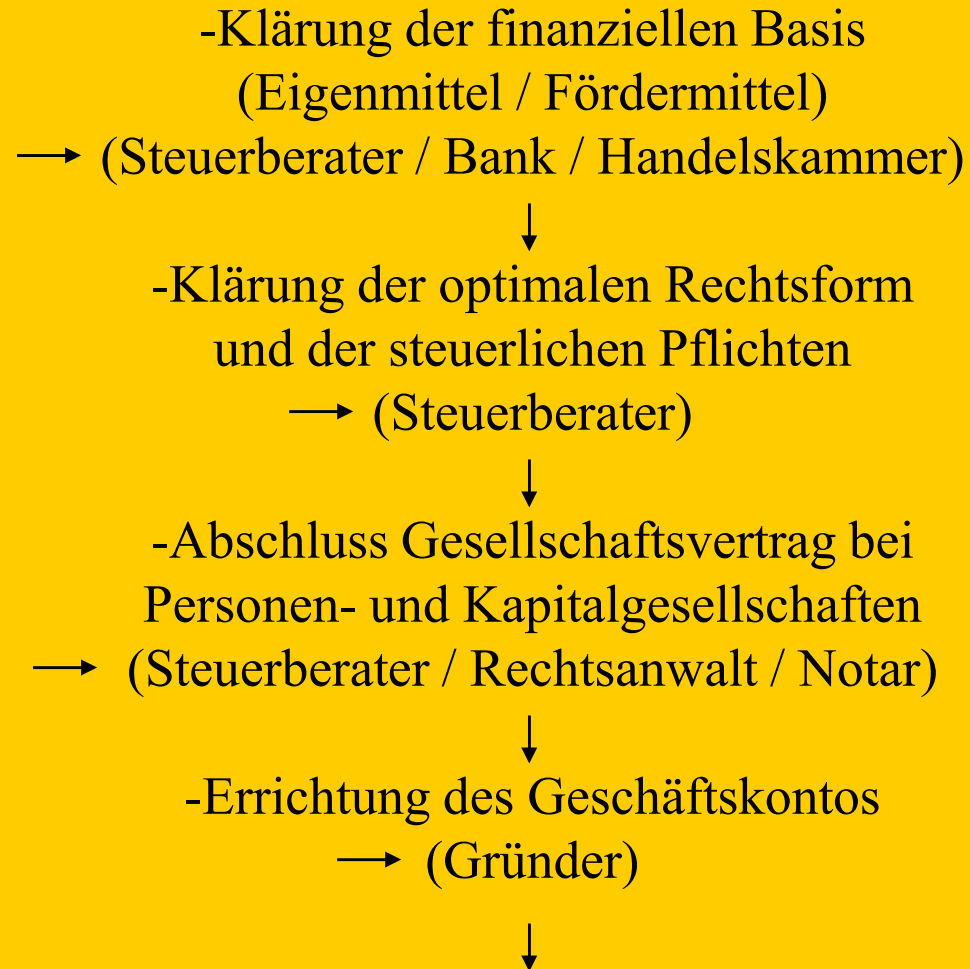 -Klärung der finanziellen Basis
(Eigenmittel / Fördermittel)
→ (Steuerberater / Bank / Handelskammer)
↓
-Klärung der optimalen Rechtsform
und der steuerlichen Pflichten
→ (Steuerberater)
↓
-Abschluss Gesellschaftsvertrag bei
Personen- und Kapitalgesellschaften
→ (Steuerberater / Rechtsanwalt / Notar)
↓
-Errichtung des Geschäftskontos
→ (Gründer)
↓